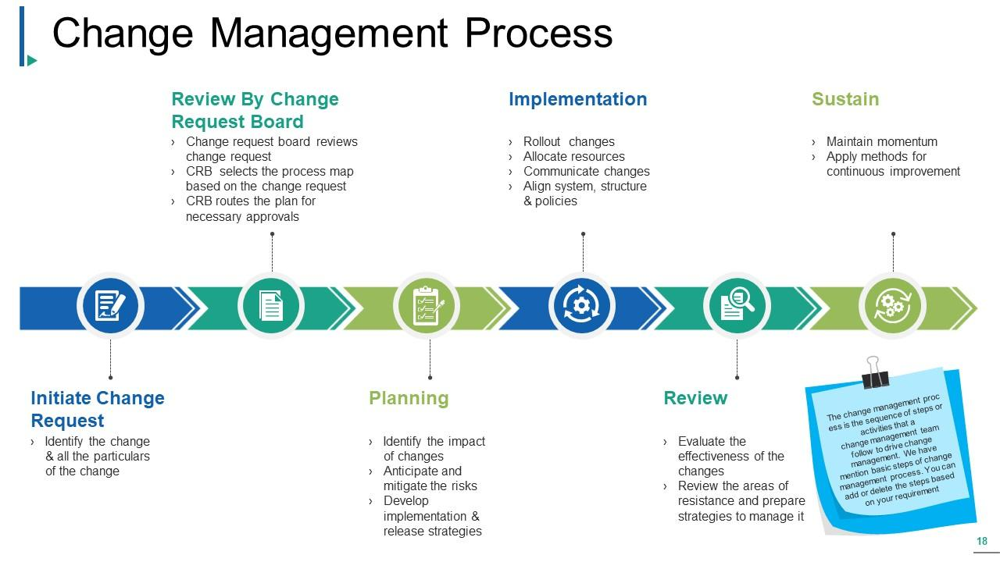 Change Management Process
Review By Change
Request Board
› Change request board reviews
change request
› CRB selects the process map
based on the change request
› CRB routes the plan for
necessary approvals
Implementation
› Rollout changes
› Allocate resources
› Communicate changes
› Align system, structure
& policies
Sustain
› Maintain momentum
› Apply methods for
continuous improvement
Initiate Change
Request
› Identify the change
& all the particulars
of the change
Planning
› Identify the impact
of changes
› Anticipate and
mitigate the risks
› Develop
implementation &
release strategies
Review
› Evaluate the
effectiveness of the
changes
› Review the areas of
resistance and prepare
strategies to manage it
The change management proc
ess is the sequence of steps or
activities that a
change management team
follow to drive change
management. We have
mention basic steps of change
management process. You can
add or delete the steps based
on your requirement
18